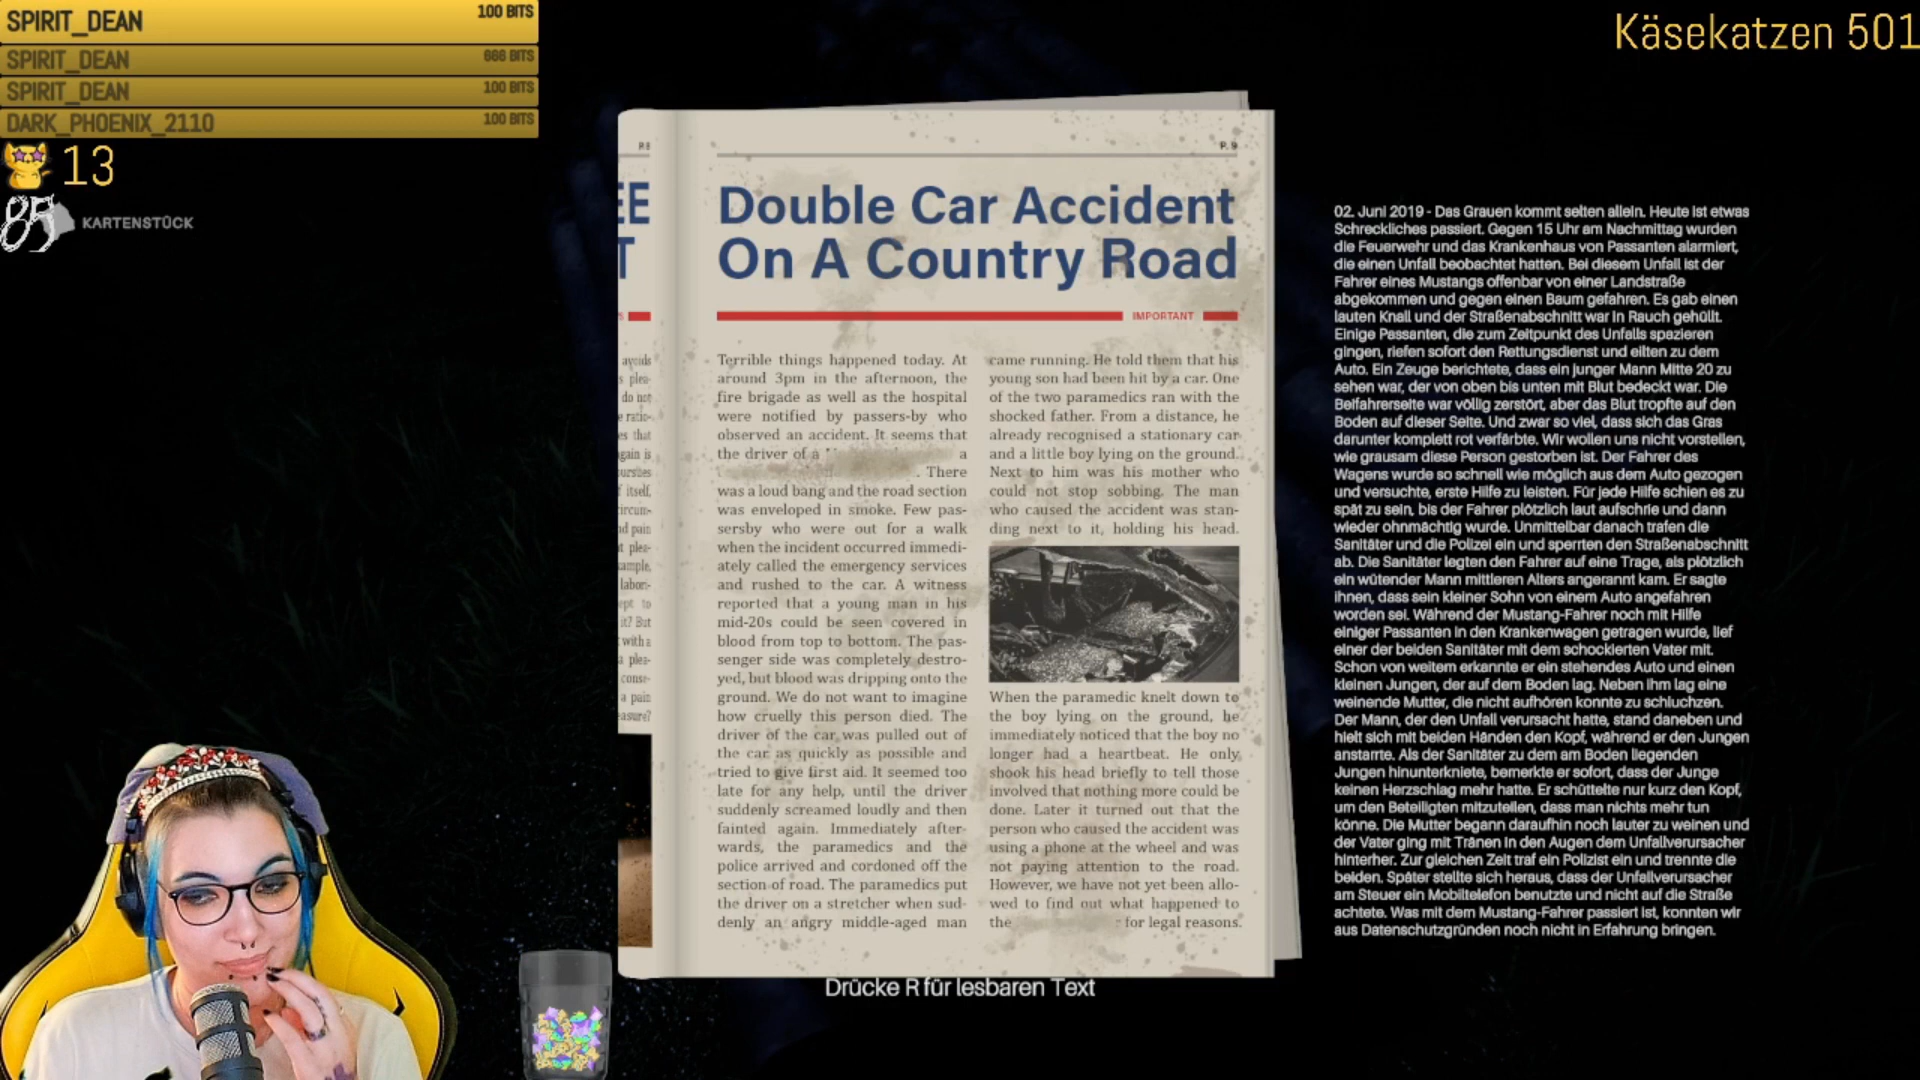 SPIRIT_DEAN 100 BITS
SPIRIT_DEAN 666 BITS
SPIRIT_DEAN 100 BITS
DARK_PHOENIX_2110 100 BITS
13
85 KARTENSTÜCK
Käsekatzen 501
P.8
EE
T
avoids
s plea-
do not
e ratio-
es that
gain is
ursues
f itself,
ircum-
nd pain
t plea-
ample,
labori-
ept to
it? But
with a
a plea-
conse-
a pain
easure?
P. 9
Double Car Accident
On A Country Road
IMPORTANT
Terrible things happened today. At
around 3pm in the afternoon, the
fire brigade as well as the hospital
were notified by passers-by who
observed an accident. It seems that
the driver of a a
. There
was a loud bang and the road section
was enveloped in smoke. Few pas-
sersby who were out for a walk
when the incident occurred immedi-
ately called the emergency services
and rushed to the car. A witness
reported that a young man in his
mid-20s could be seen covered in
blood from top to bottom. The pas-
senger side was completely destro-
yed, but blood was dripping onto the
ground. We do not want to imagine
how cruelly this person died. The
driver of the car was pulled out of
the car as quickly as possible and
tried to give first aid. It seemed too
late for any help, until the driver
suddenly screamed loudly and then
fainted again. Immediately after-
wards, the paramedics and the
police arrived and cordoned off the
section of road. The paramedics put
the driver on a stretcher when sud-
denly an angry middle-aged man
came running. He told them that his
young son had been hit by a car. One
of the two paramedics ran with the
shocked father. From a distance, he
already recognised a stationary car
and a little boy lying on the ground.
Next to him was his mother who
could not stop sobbing. The man
who caused the accident was stan-
ding next to it, holding his head.
When the paramedic knelt down to
the boy lying on the ground, he
immediately noticed that the boy no
longer had a heartbeat. He only
shook his head briefly to tell those
involved that nothing more could be
done. Later it turned out that the
person who caused the accident was
using a phone at the wheel and was
not paying attention to the road.
However, we have not yet been allo-
wed to find out what happened to
the for legal reasons.
Drücke R für lesbaren Text
02. Juni 2019 - Das Grauen kommt selten allein. Heute ist etwas
Schreckliches passiert. Gegen 15 Uhr am Nachmittag wurden
die Feuerwehr und das Krankenhaus von Passanten alarmiert,
die einen Unfall beobachtet hatten. Bei diesem Unfall ist der
Fahrer eines Mustangs offenbar von einer Landstraße
abgekommen und gegen einen Baum gefahren. Es gab einen
lauten Knall und der Straßenabschnitt war in Rauch gehüllt.
Einige Passanten, die zum Zeitpunkt des Unfalls spazieren
gingen, riefen sofort den Rettungsdienst und eilten zu dem
Auto. Ein Zeuge berichtete, dass ein junger Mann Mitte 20 zu
sehen war, der von oben bis unten mit Blut bedeckt war. Die
Beifahrerseite war völlig zerstört, aber das Blut tropfte auf den
Boden auf dieser Seite. Und zwar so viel, dass sich das Gras
darunter komplett rot verfärbte. Wir wollen uns nicht vorstellen,
wie grausam diese Person gestorben ist. Der Fahrer des
Wagens wurde so schnell wie möglich aus dem Auto gezogen
und versuchte, erste Hilfe zu leisten. Für jede Hilfe schien es zu
spät zu sein, bis der Fahrer plötzlich laut aufschrie und dann
wieder ohnmächtig wurde. Unmittelbar danach trafen die
Sanitäter und die Polizei ein und sperrten den Straßenabschnitt
ab. Die Sanitäter legten den Fahrer auf eine Trage, als plötzlich
ein wütender Mann mittleren Alters angerannt kam. Er sagte
ihnen, dass sein kleiner Sohn von einem Auto angefahren
worden sei. Während der Mustang-Fahrer noch mit Hilfe
einiger Passanten in den Krankenwagen getragen wurde, lief
einer der beiden Sanitäter mit dem schockierten Vater mit.
Schon von weitem erkannte er ein stehendes Auto und einen
kleinen Jungen, der auf dem Boden lag. Neben ihm lag eine
weinende Mutter, die nicht aufhören konnte zu schluchzen.
Der Mann, der den Unfall verursacht hatte, stand daneben und
hielt sich mit beiden Händen den Kopf, während er den Jungen
anstarrte. Als der Sanitäter zu dem am Boden liegenden
Jungen hinunterkniete, bemerkte er sofort, dass der Junge
keinen Herzschlag mehr hatte. Er schüttelte nur kurz den Kopf,
um den Beteiligten mitzuteilen, dass man nichts mehr tun
könne. Die Mutter begann daraufhin noch lauter zu weinen und
der Vater ging mit Tränen in den Augen dem Unfallverursacher
hinterher. Zur gleichen Zeit traf ein Polizist ein und trennte die
beiden. Später stellte sich heraus, dass der Unfallverursacher
am Steuer ein Mobiltelefon benutzte und nicht auf die Straße
achtete. Was mit dem Mustang-Fahrer passiert ist, konnten wir
aus Datenschutzgründen noch nicht in Erfahrung bringen.